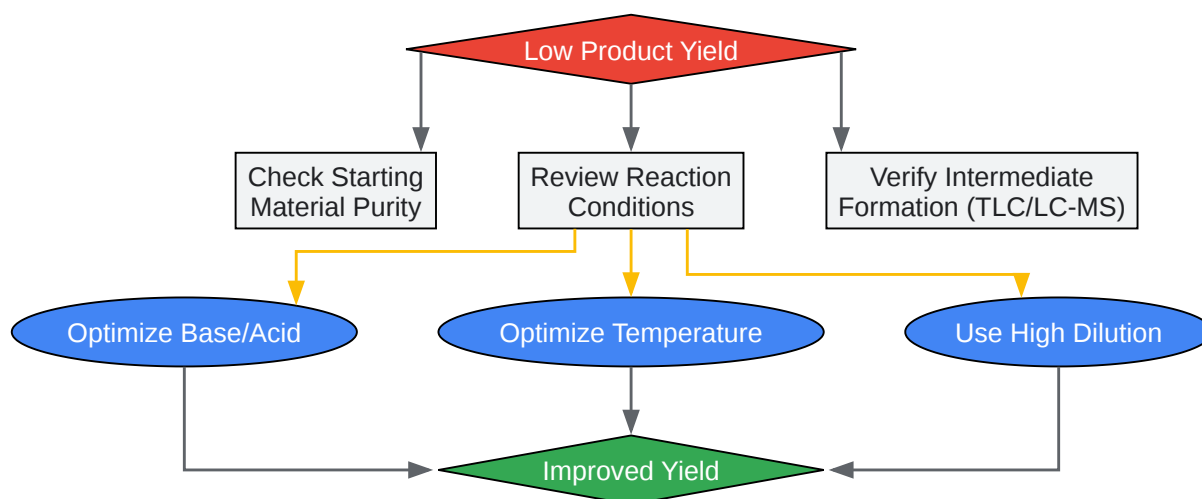 Low Product Yield
Check Starting
Material Purity
Review Reaction
Conditions
Verify Intermediate
Formation (TLC/LC-MS)
Optimize Base/Acid
Optimize Temperature
Use High Dilution
Improved Yield